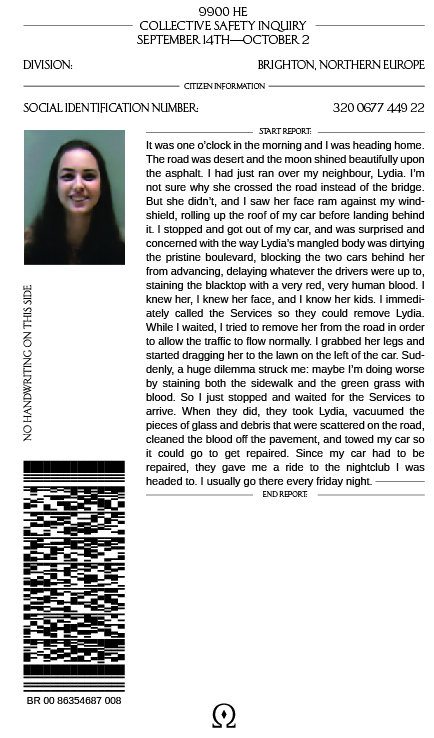 9900 HE
COLLECTIVE SAFETY INQUIRY
SEPTEMBER 14TH—OCTOBER 2
DIVISION: BRIGHTON, NORTHERN EUROPE
CITIZEN INFORMATION
SOCIAL IDENTIFICATION NUMBER: 320 0677 449 22
START REPORT:
It was one o'clock in the morning and I was heading home.
The road was desert and the moon shined beautifully upon
the asphalt. I had just ran over my neighbour, Lydia. I'm
not sure why she crossed the road instead of the bridge.
But she didn't, and I saw her face ram against my wind-
shield, rolling up the roof of my car before landing behind
it. I stopped and got out of my car, and was surprised and
concerned with the way Lydia's mangled body was dirtying
the pristine boulevard, blocking the two cars behind her
from advancing, delaying whatever the drivers were up to,
staining the blacktop with a very red, very human blood. I
knew her, I knew her face, and I know her kids. I immedi-
ately called the Services so they could remove Lydia.
While I waited, I tried to remove her from the road in order
to allow the traffic to flow normally. I grabbed her legs and
started dragging her to the lawn on the left of the car. Sud-
denly, a huge dilemma struck me: maybe I'm doing worse
by staining both the sidewalk and the green grass with
blood. So I just stopped and waited for the Services to
arrive. When they did, they took Lydia, vacuumed the
pieces of glass and debris that were scattered on the road,
cleaned the blood off the pavement, and towed my car so
it could go to get repaired. Since my car had to be
repaired, they gave me a ride to the nightclub I was
headed to. I usually go there every friday night.
END REPORT:
NO HANDWRITING ON THIS SIDE
BR 00 86354687 008